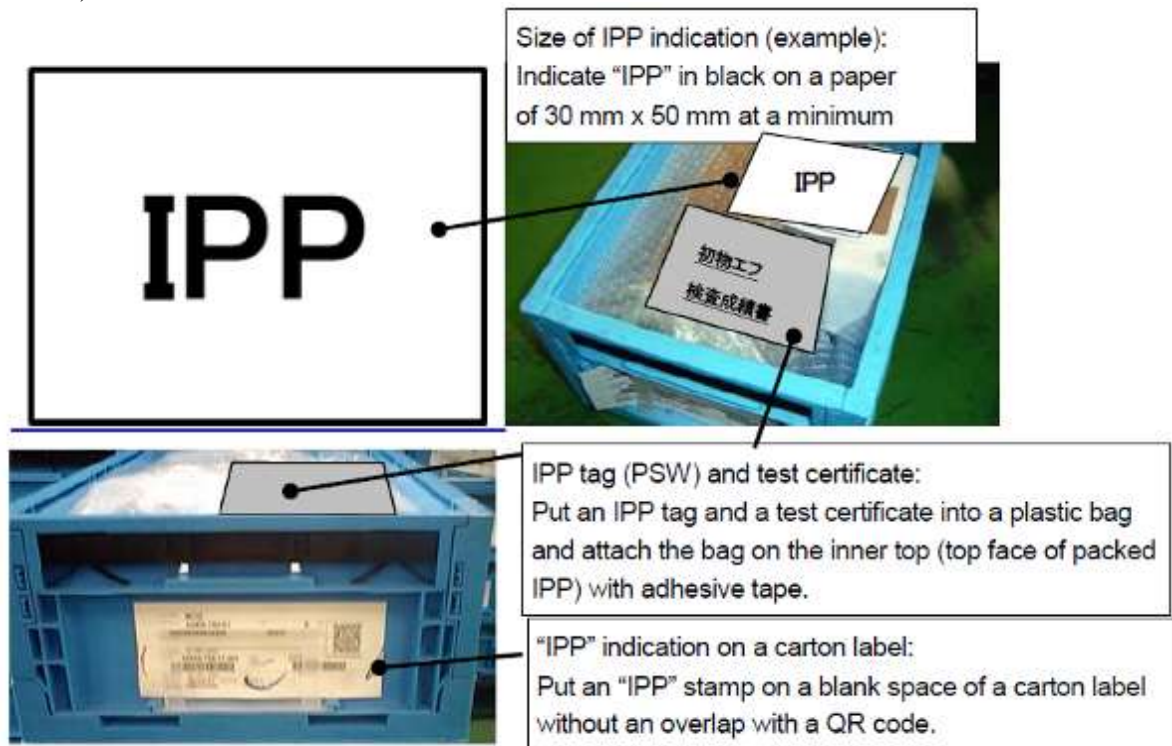 Size of IPP indication (example):
Indicate “IPP” in black on a paper
of 30 mm x 50 mm at a minimum
IPP
IPP
初物エフ
検査成績書
IPP tag (PSW) and test certificate:
Put an IPP tag and a test certificate into a plastic bag
and attach the bag on the inner top (top face of packed
IPP) with adhesive tape.
“IPP” indication on a carton label:
Put an “IPP” stamp on a blank space of a carton label
without an overlap with a QR code.